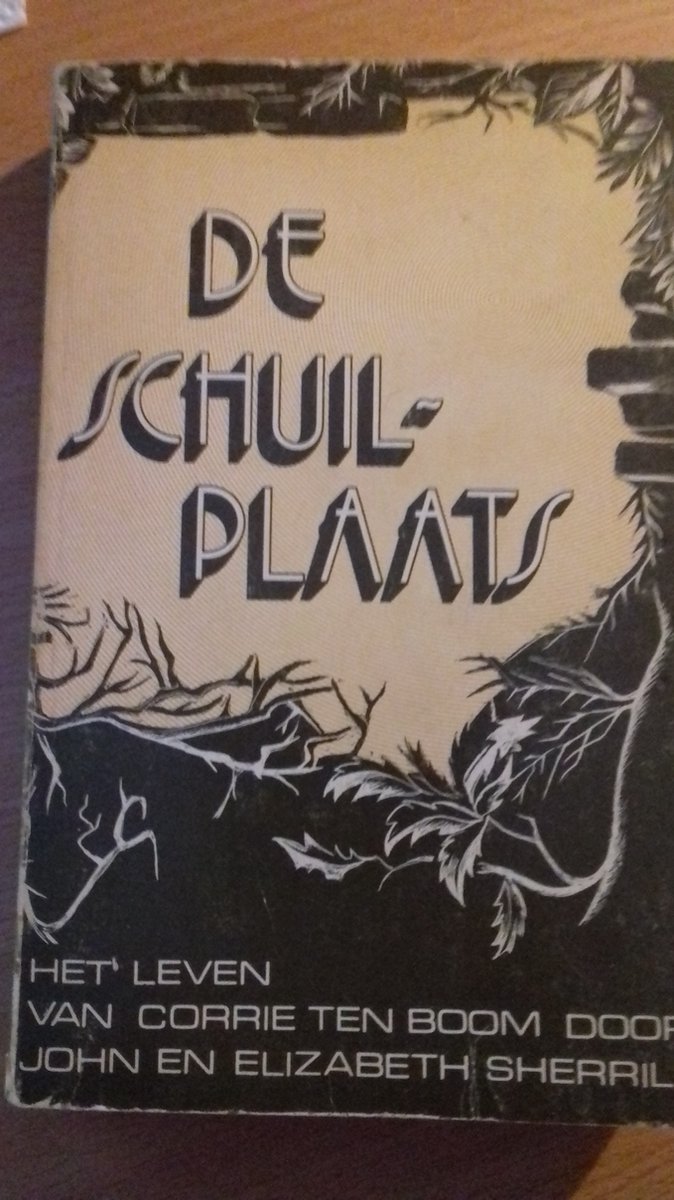 DE
SCHUIL-
PLAATS
HET LEVEN
VAN CORRIE TEN BOOM DOOR
JOHN EN ELIZABETH SHERRIL